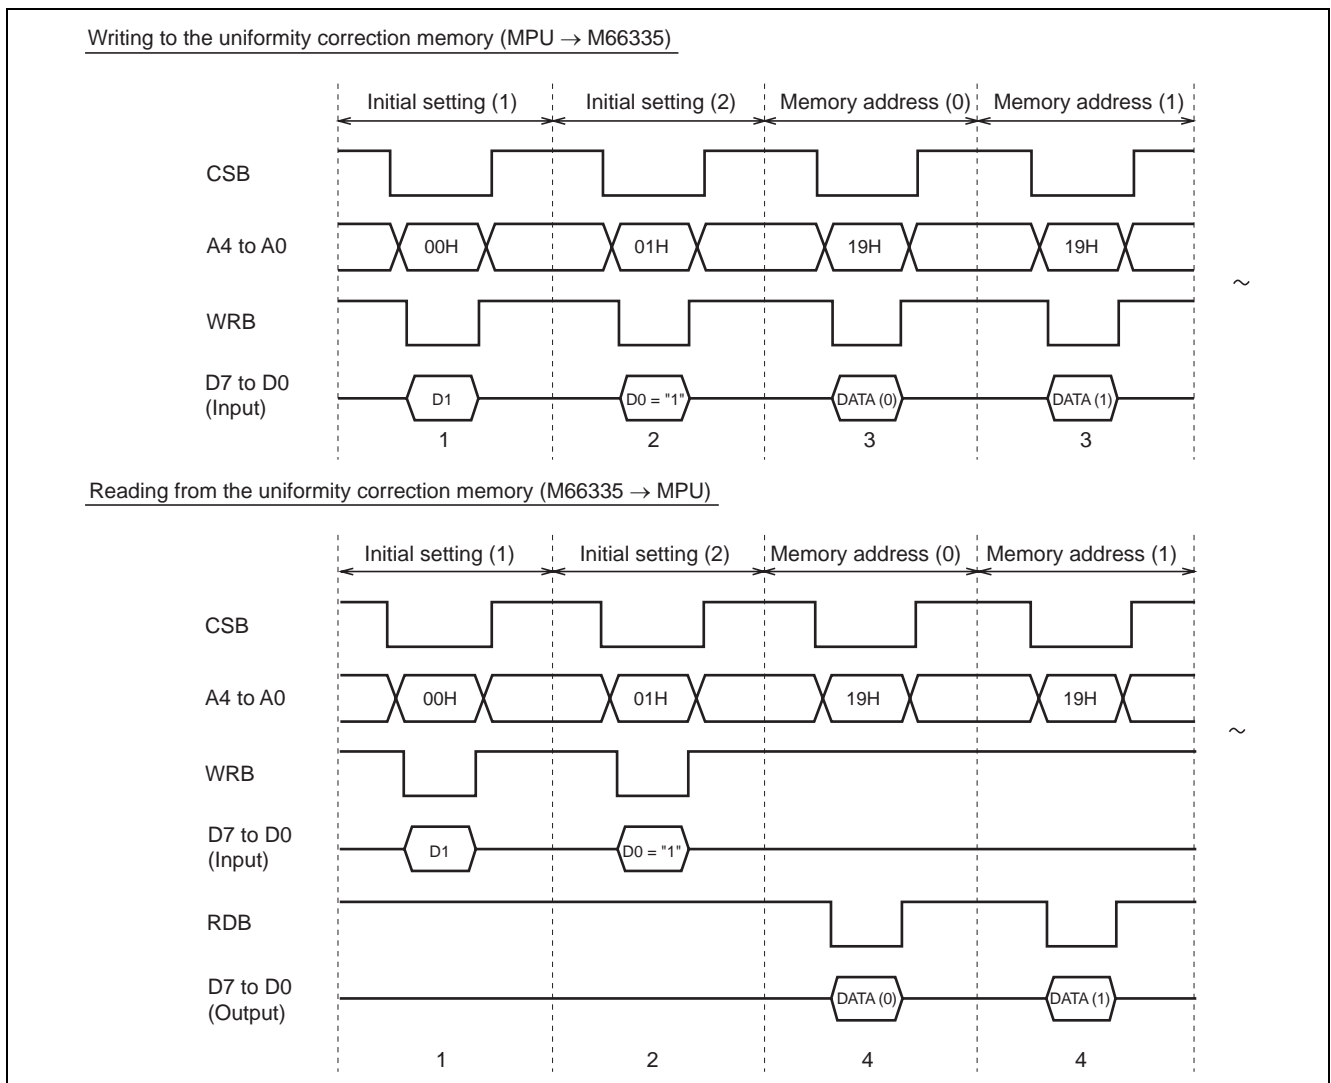 Writing to the uniformity correction memory (MPU → M66335)
Initial setting (1) Initial setting (2) Memory address (0) Memory address (1)
CSB
A4 to A0 00H 01H 19H 19H
~
WRB
D7 to D0
(Input) D1 D0 = "1" DATA (0) DATA (1)
1 2 3 3
Reading from the uniformity correction memory (M66335 → MPU)
Initial setting (1) Initial setting (2) Memory address (0) Memory address (1)
CSB
A4 to A0 00H 01H 19H 19H
~
WRB
D7 to D0
(Input) D1 D0 = "1"
RDB
D7 to D0
(Output) DATA (0) DATA (1)
1 2 4 4